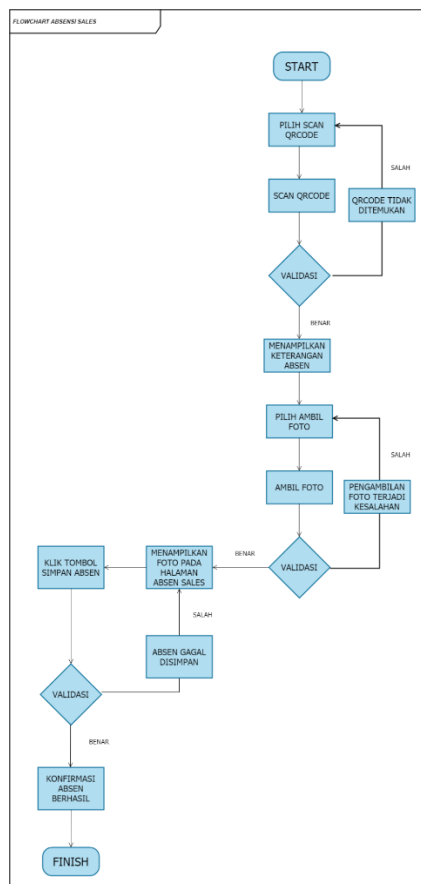 FLOWCHART ABSENSI SALES
START
PILIH SCAN
QRCODE
SALAH
SCAN QRCODE
QRCODE TIDAK
DITEMUKAN
VALIDASI
BENAR
MENAMPILKAN
KETERANGAN
ABSEN
PILIH AMBIL
FOTO
SALAH
AMBIL FOTO
PENGAMBILAN
FOTO TERJADI
KESALAHAN
VALIDASI
BENAR
MENAMPILKAN
FOTO PADA
HALAMAN
ABSEN SALES
KLIK TOMBOL
SIMPAN ABSEN
SALAH
ABSEN GAGAL
DISIMPAN
VALIDASI
BENAR
KONFIRMASI
ABSEN
BERHASIL
FINISH